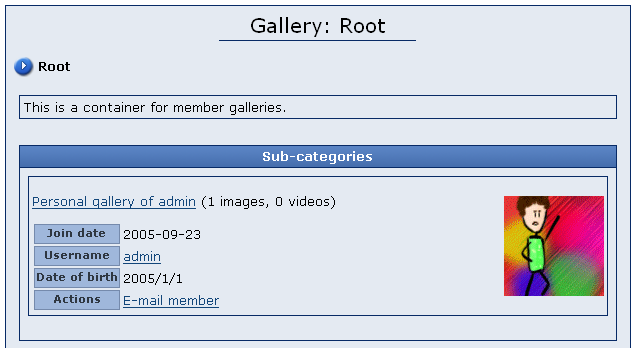 Gallery: Root
Root
This is a container for member galleries.
Sub-categories
Personal gallery of admin (1 images, 0 videos)
Join date 2005-09-23
Username admin
Date of birth 2005/1/1
Actions E-mail member